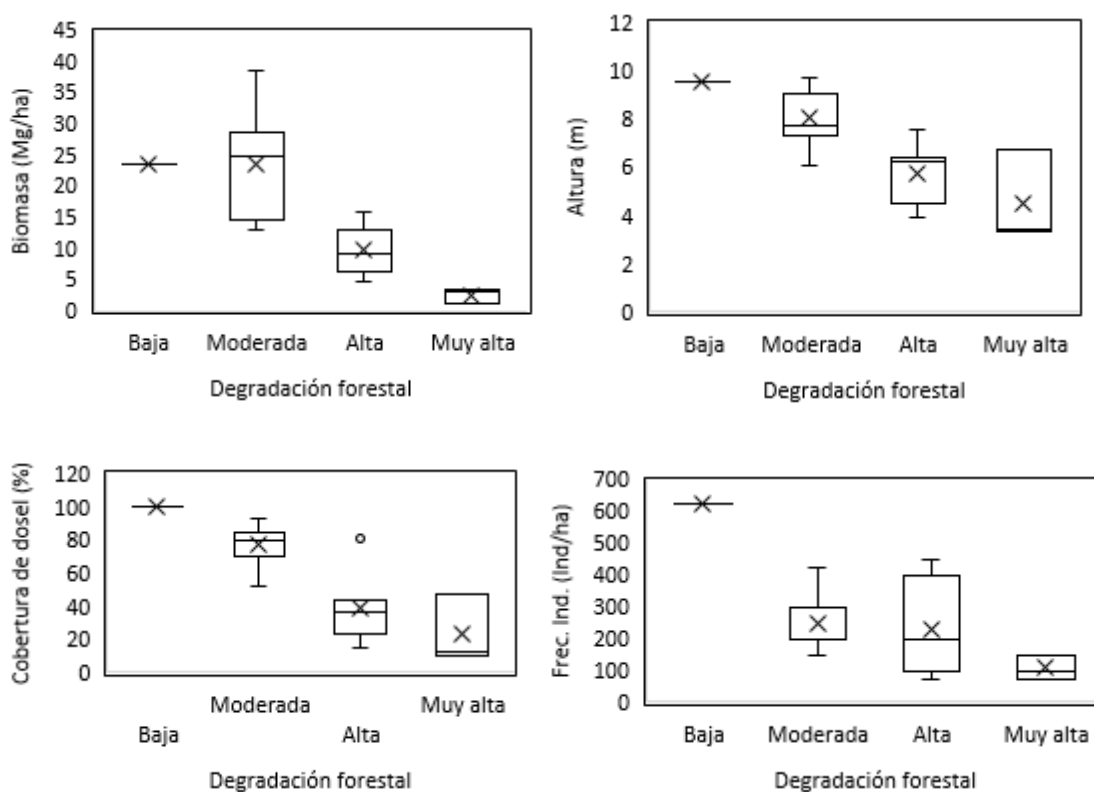 Biomasa (Mg/ha)
45
40
35
30
25
20
15
10
5
0
Baja Moderada Alta Muy alta
Degradación forestal
Altura (m)
12
10
8
6
4
2
0
Baja Moderada Alta Muy alta
Degradación forestal
Cobertura de dosel (%)
120
100
80
60
40
20
0
Moderada Muy alta
Baja Alta
Degradación forestal
Frec. Ind. (Ind/ha)
700
600
500
400
300
200
100
0
Baja Moderada Alta Muy alta
Degradación forestal